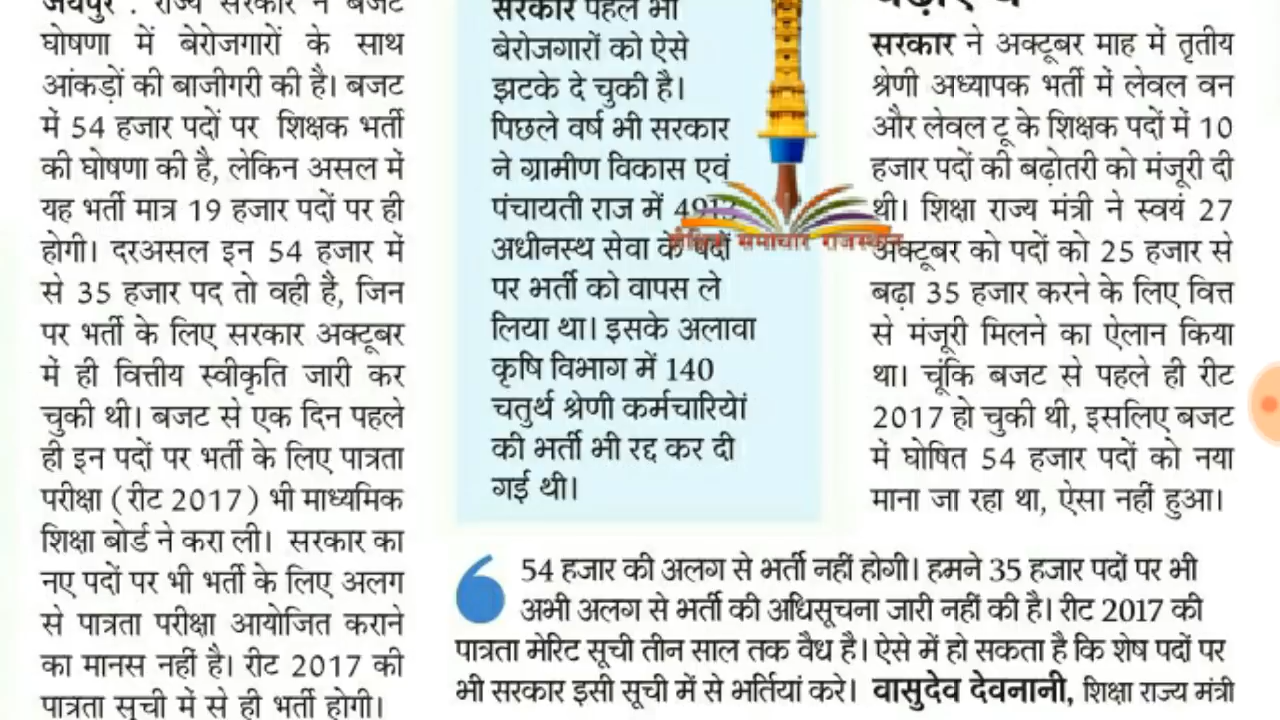 जयपुर : राज्य सरकार ने बजट
घोषणा में बेरोजगारों के साथ
आंकड़ों की बाजीगरी की है। बजट
में 54 हजार पदों पर शिक्षक भर्ती
की घोषणा की है, लेकिन असल में
यह भर्ती मात्र 19 हजार पदों पर ही
होगी। दरअसल इन 54 हजार में
से 35 हजार पद तो वही हैं, जिन
पर भर्ती के लिए सरकार अक्टूबर
में ही वित्तीय स्वीकृति जारी कर
चुकी थी। बजट से एक दिन पहले
ही इन पदों पर भर्ती के लिए पात्रता
परीक्षा (रीट 2017) भी माध्यमिक
शिक्षा बोर्ड ने करा ली। सरकार का
नए पदों पर भी भर्ती के लिए अलग
से पात्रता परीक्षा आयोजित कराने
का मानस नहीं है। रीट 2017 की
पात्रता सूची में से ही भर्ती होगी।
सरकार पहले भी
बेरोजगारों को ऐसे
झटके दे चुकी है।
पिछले वर्ष भी सरकार
ने ग्रामीण विकास एवं
पंचायती राज में
अधीनस्थ सेवा के पदों
पर भर्ती को वापस ले
लिया था। इसके अलावा
कृषि विभाग में 140
चतुर्थ श्रेणी कर्मचारियेां
की भर्ती भी रद्द कर दी
गई थी।
समाचार राजस्थान
सरकार ने अक्टूबर माह में तृतीय
श्रेणी अध्यापक भर्ती में लेवल वन
और लेवल टू के शिक्षक पदों में 10
हजार पदों की बढ़ोतरी को मंजूरी दी
थी। शिक्षा राज्य मंत्री ने स्वयं 27
अक्टूबर को पदों को 25 हजार से
बढ़ा 35 हजार करने के लिए वित्त
से मंजूरी मिलने का ऐलान किया
था। चूंकि बजट से पहले ही रीट
2017 हो चुकी थी, इसलिए बजट
में घोषित 54 हजार पदों को नया
माना जा रहा था, ऐसा नहीं हुआ।
54 हजार की अलग से भर्ती नहीं होगी। हमने 35 हजार पदों पर भी
अभी अलग से भर्ती की अधिसूचना जारी नहीं की है। रीट 2017 की
पात्रता मेरिट सूची तीन साल तक वैध है। ऐसे में हो सकता है कि शेष पदों पर
भी सरकार इसी सूची में से भर्तियां करे। वासुदेव देवनानी, शिक्षा राज्य मंत्री